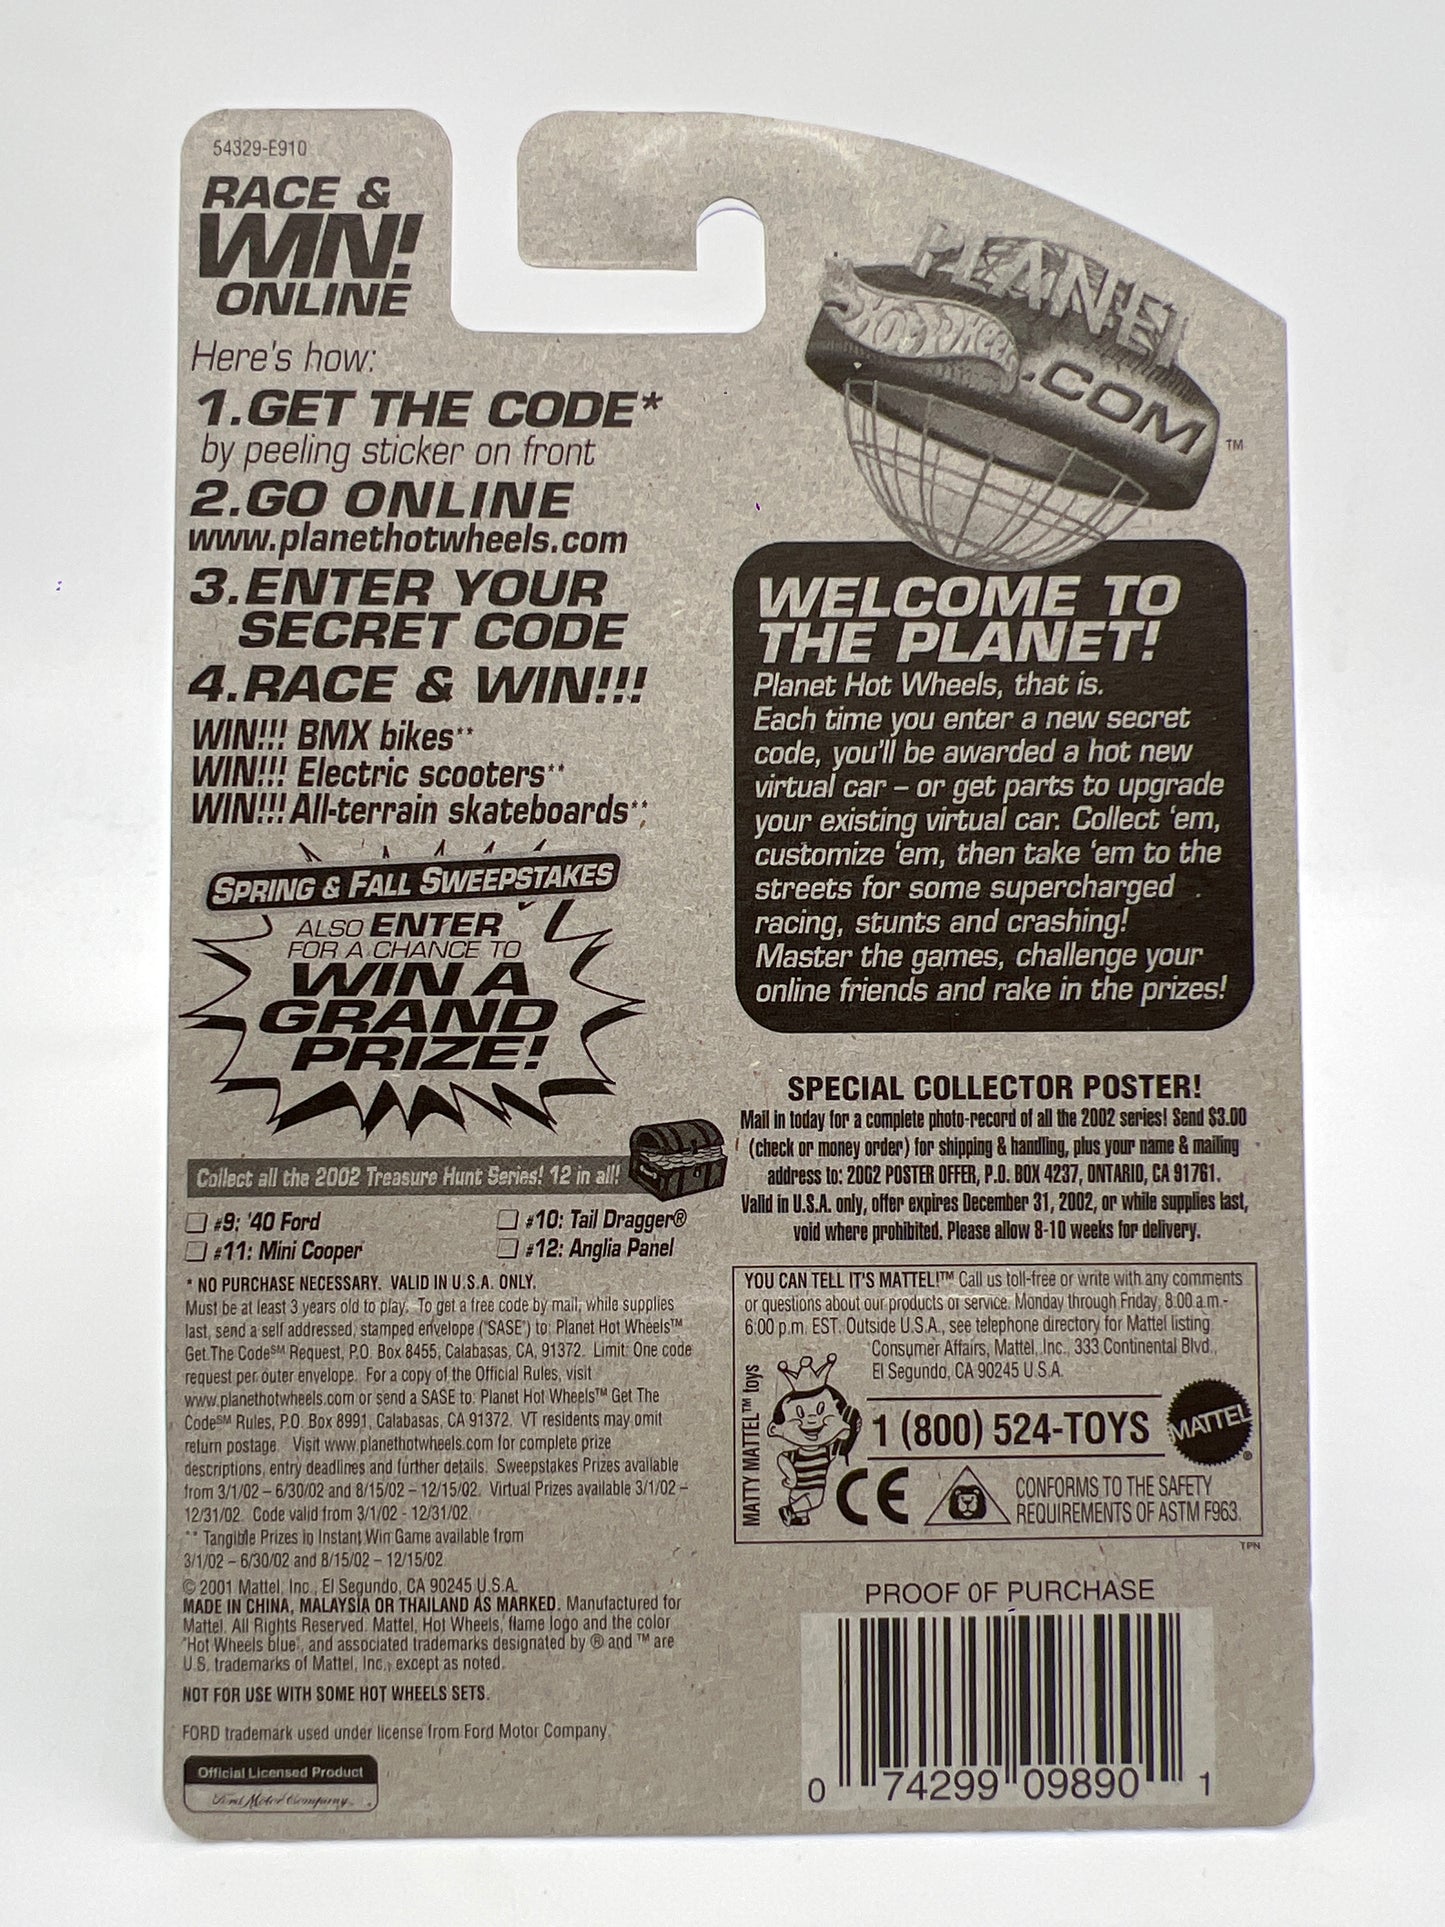 54329-E910
RACE &
WIN!
ONLINE
Here's how:
1.GET THE CODE*
by peeling sticker on front
2.GO ONLINE
www.planethotwheels.com
3.ENTER YOUR
SECRET CODE
4.RACE & WIN!!!
WIN!!! BMX bikes**
WIN!!! Electric scooters**
WIN!!! All-terrain skateboards**
SPRING & FALL SWEEPSTAKES
ALSO ENTER
FOR A CHANCE TO
WIN A
GRAND
PRIZE!
Collect all the 2002 Treasure Hunt Series! 12 in all!
#9: '40 Ford
#10: Tail Dragger®
#11: Mini Cooper
#12: Anglia Panel
* NO PURCHASE NECESSARY. VALID IN U.S.A. ONLY.
Must be at least 3 years old to play. To get a free code by mail, while supplies
last, send a self addressed, stamped envelope ("SASE") to: Planet Hot Wheels™
Get The Code℠ Request, P.O. Box 8455, Calabasas, CA, 91372. Limit: One code
request per outer envelope. For a copy of the Official Rules, visit
www.planethotwheels.com or send a SASE to: Planet Hot Wheels™ Get The
Code℠ Rules, P.O. Box 8991, Calabasas, CA 91372. VT residents may omit
return postage. Visit www.planethotwheels.com for complete prize
descriptions, entry deadlines and further details. Sweepstakes Prizes available
from 3/1/02 – 6/30/02 and 8/15/02 – 12/15/02. Virtual Prizes available 3/1/02 –
12/31/02. Code valid from 3/1/02 - 12/31/02.
** Tangible Prizes in Instant Win Game available from
3/1/02 – 6/30/02 and 8/15/02 – 12/15/02.
© 2001 Mattel, Inc., El Segundo, CA 90245 U.S.A.
MADE IN CHINA, MALAYSIA OR THAILAND AS MARKED. Manufactured for
Mattel. All Rights Reserved. Mattel, Hot Wheels, flame logo and the color
"Hot Wheels blue", and associated trademarks designated by ® and ™ are
U.S. trademarks of Mattel, Inc., except as noted.
NOT FOR USE WITH SOME HOT WHEELS SETS.
FORD trademark used under license from Ford Motor Company.
Official Licensed Product
Ford Motor Company
PLANET
HOT WHEELS
.COM
TM
WELCOME TO
THE PLANET!
Planet Hot Wheels, that is.
Each time you enter a new secret
code, you'll be awarded a hot new
virtual car – or get parts to upgrade
your existing virtual car. Collect 'em,
customize 'em, then take 'em to the
streets for some supercharged
racing, stunts and crashing!
Master the games, challenge your
online friends and rake in the prizes!
SPECIAL COLLECTOR POSTER!
Mail in today for a complete photo-record of all the 2002 series! Send $3.00
(check or money order) for shipping & handling, plus your name & mailing
address to: 2002 POSTER OFFER, P.O. BOX 4237, ONTARIO, CA 91761.
Valid in U.S.A. only, offer expires December 31, 2002, or while supplies last,
void where prohibited. Please allow 8-10 weeks for delivery.
YOU CAN TELL IT'S MATTEL!™ Call us toll-free or write with any comments
or questions about our products or service. Monday through Friday, 8:00 a.m.-
6:00 p.m. EST. Outside U.S.A., see telephone directory for Mattel listing.
Consumer Affairs, Mattel, Inc., 333 Continental Blvd.,
El Segundo, CA 90245 U.S.A.
MATTY MATTEL™ toys
1 (800) 524-TOYS
MATTEL
®
CE
CONFORMS TO THE SAFETY
REQUIREMENTS OF ASTM F963.
TPN
PROOF OF PURCHASE
0 74299 09890 1